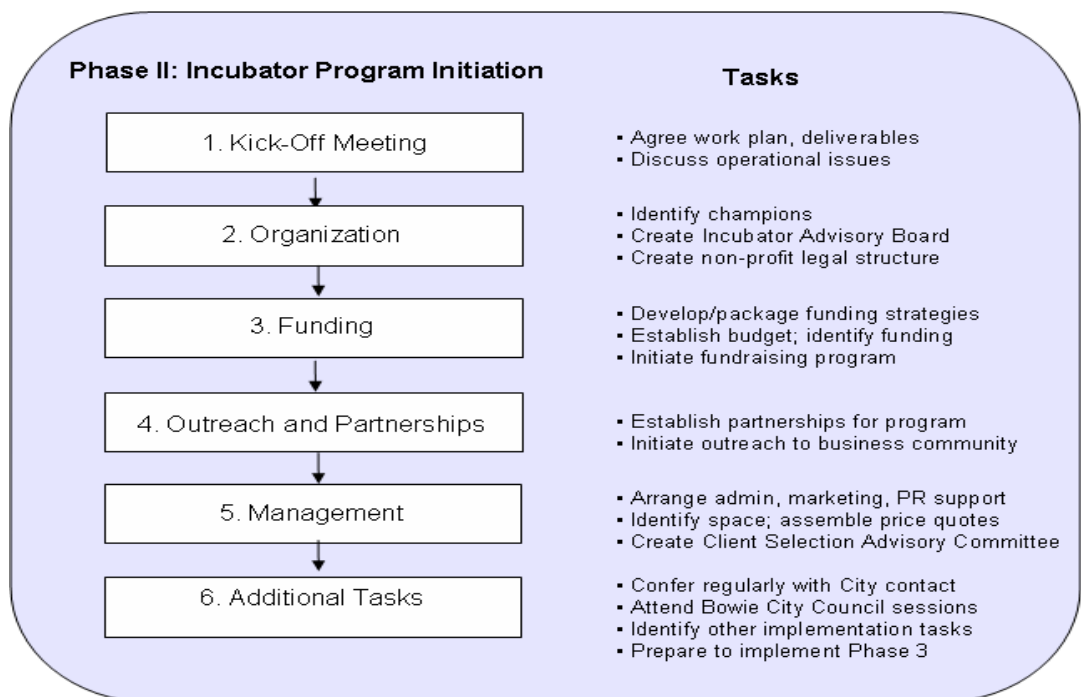 Phase II: Incubator Program Initiation
Tasks
1. Kick-Off Meeting
▪ Agree work plan, deliverables
▪ Discuss operational issues
2. Organization
▪ Identify champions
▪ Create Incubator Advisory Board
▪ Create non-profit legal structure
3. Funding
▪ Develop/package funding strategies
▪ Establish budget; identify funding
▪ Initiate fundraising program
4. Outreach and Partnerships
▪ Establish partnerships for program
▪ Initiate outreach to business community
5. Management
▪ Arrange admin, marketing, PR support
▪ Identify space; assemble price quotes
▪ Create Client Selection Advisory Committee
6. Additional Tasks
▪ Confer regularly with City contact
▪ Attend Bowie City Council sessions
▪ Identify other implementation tasks
▪ Prepare to implement Phase 3